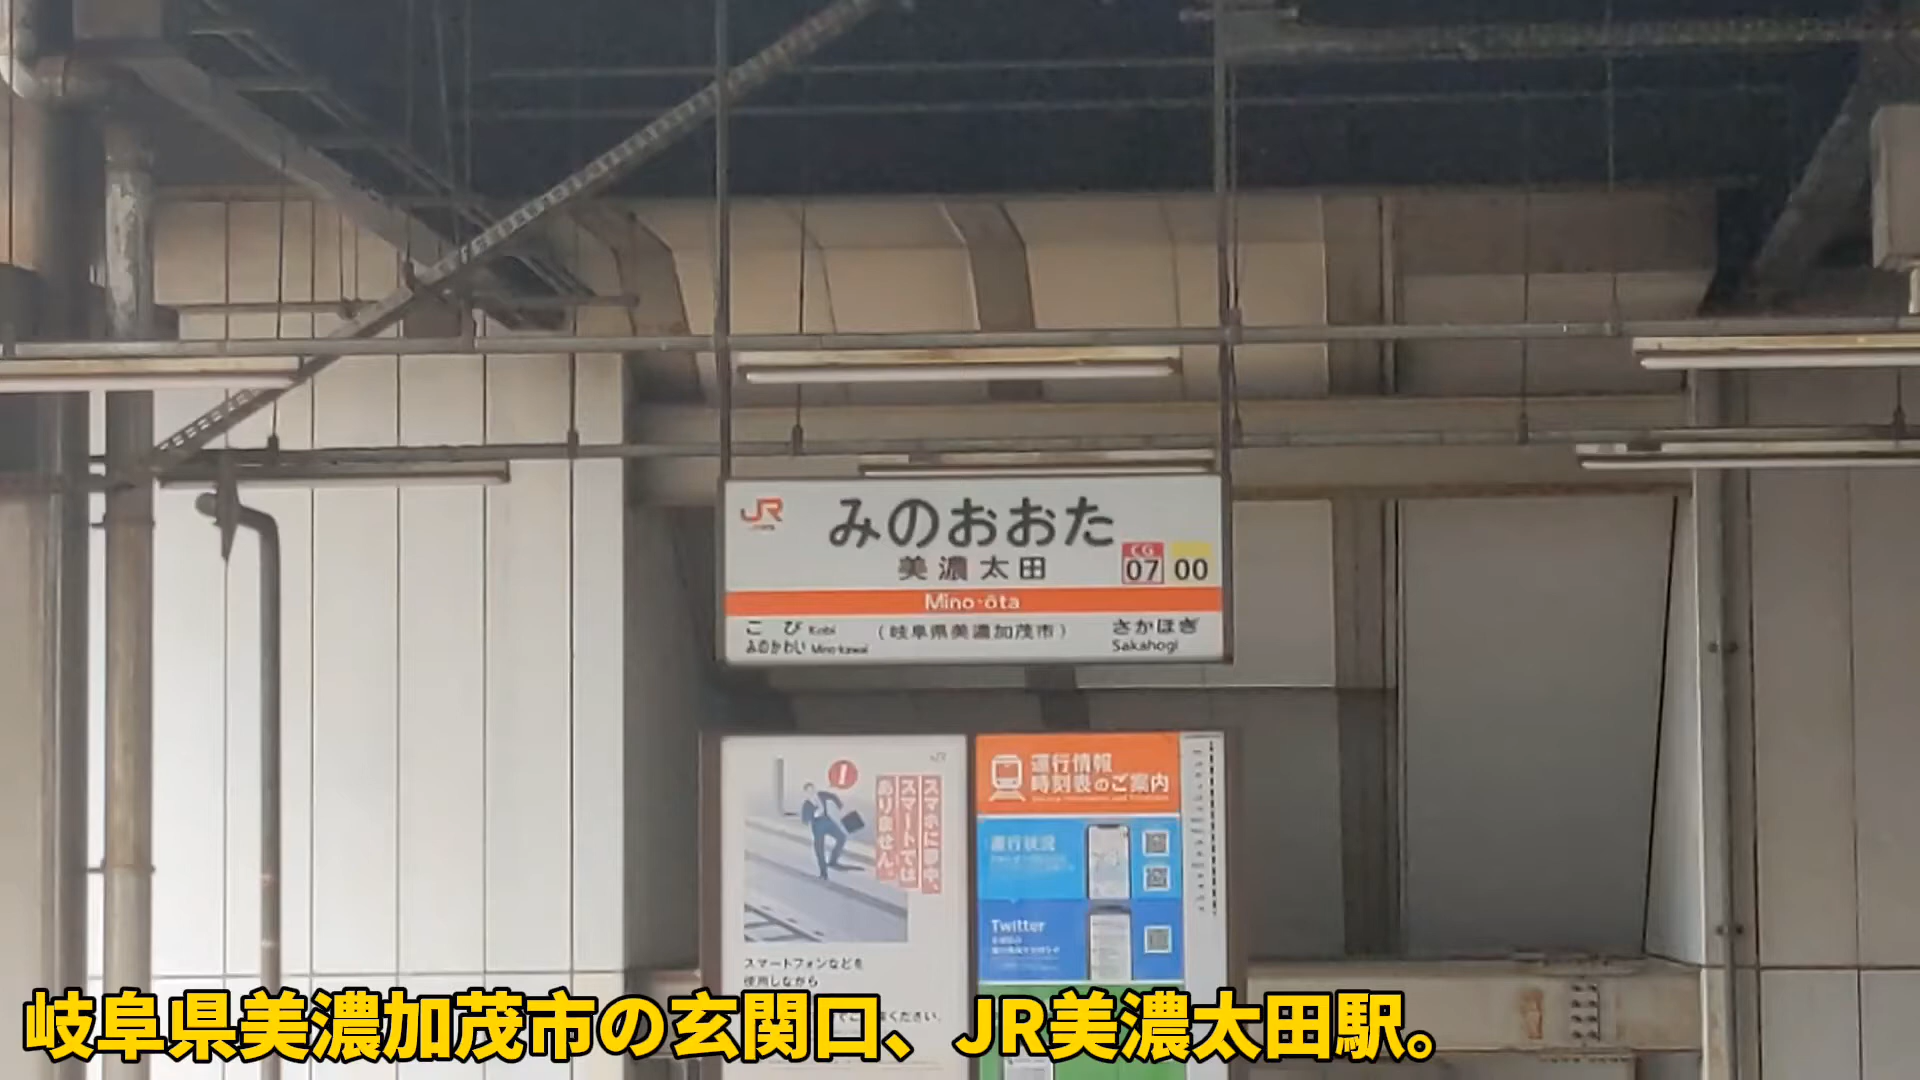 JR
みのおおた
美濃太田
CG
07 00
Mino-ōta
こび Kobi
みのかわい Mino-kawai
(岐阜県美濃加茂市)
さかほぎ
Sakahogi
スマホに夢中、
スマートでは
ありません。
スマートフォンなどを
使用しながら
ください。
運行情報
時刻表のご案内
運行状況
Twitter
岐阜県美濃加茂市の玄関口、JR美濃太田駅。